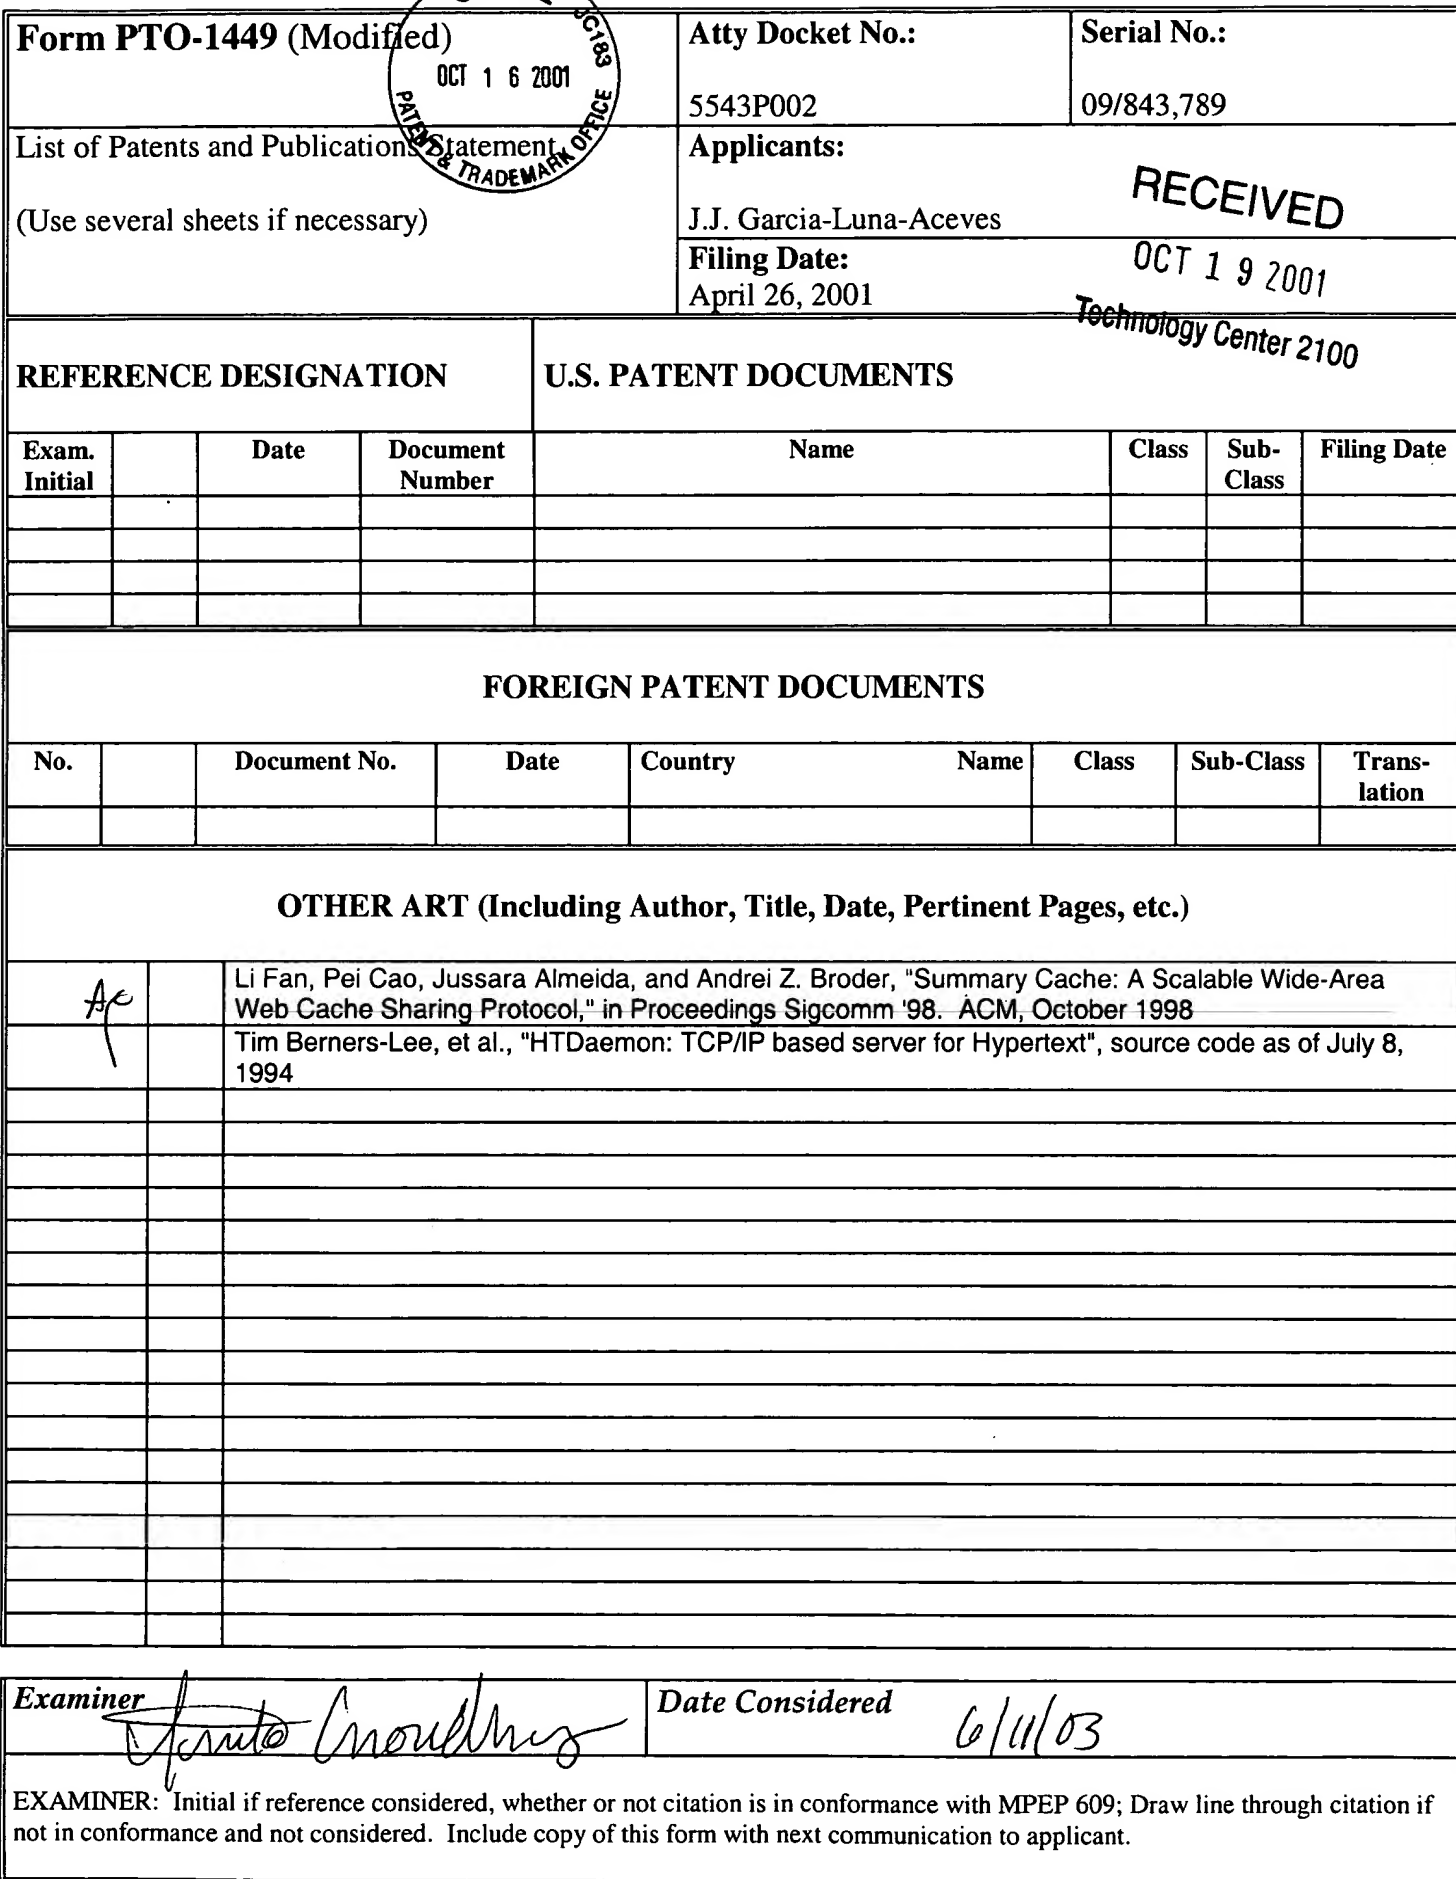 Form PTO-1449 (Modified)
JC183
OCT 16 2001
PATENT & TRADEMARK OFFICE
Atty Docket No.:
5543P002
Serial No.:
09/843,789
List of Patents and Publications Statement
(Use several sheets if necessary)
Applicants:
J.J. Garcia-Luna-Aceves
Filing Date:
April 26, 2001
RECEIVED
OCT 19 2001
Technology Center 2100
REFERENCE DESIGNATION
U.S. PATENT DOCUMENTS
Exam. Date Document Name Class Sub- Filing Date
Initial Number Class
FOREIGN PATENT DOCUMENTS
No. Document No. Date Country Name Class Sub-Class Trans-
lation
OTHER ART (Including Author, Title, Date, Pertinent Pages, etc.)
Li Fan, Pei Cao, Jussara Almeida, and Andrei Z. Broder, "Summary Cache: A Scalable Wide-Area
Web Cache Sharing Protocol," in Proceedings Sigcomm '98. ACM, October 1998
Tim Berners-Lee, et al., "HTDaemon: TCP/IP based server for Hypertext", source code as of July 8,
1994
Examiner
Date Considered 6/11/03
EXAMINER: Initial if reference considered, whether or not citation is in conformance with MPEP 609; Draw line through citation if
not in conformance and not considered. Include copy of this form with next communication to applicant.